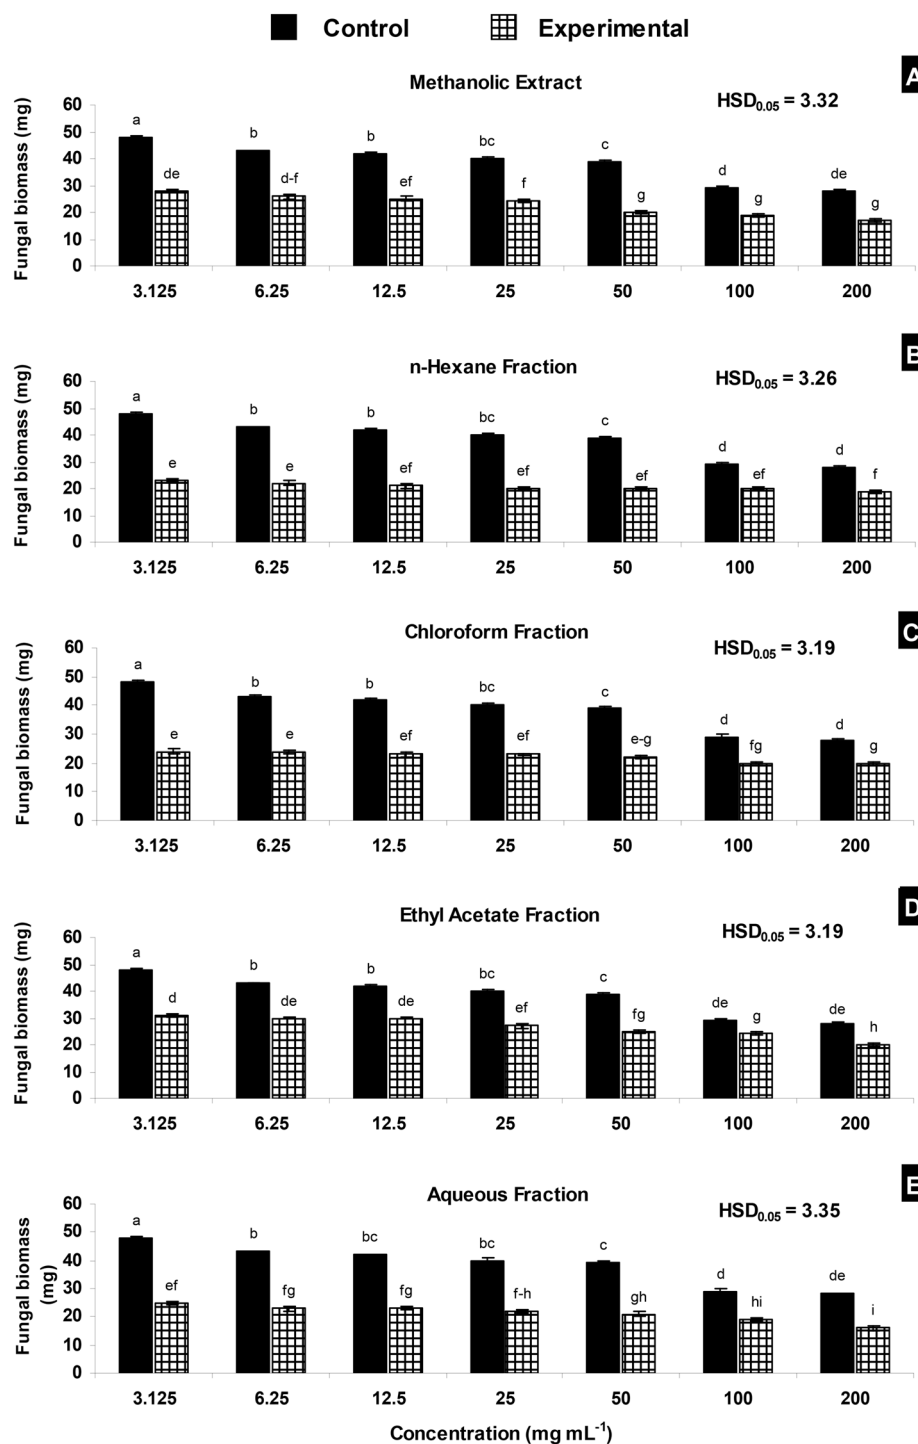 Control Experimental
A
Methanolic Extract
HSD0.05 = 3.32
Fungal biomass (mg)
60
50
40
30
20
10
0
a de b d-f b ef bc f c g d g de g
3.125 6.25 12.5 25 50 100 200
B
n-Hexane Fraction
HSD0.05 = 3.26
Fungal biomass (mg)
60
50
40
30
20
10
0
a e b e b ef bc ef c ef d ef d f
3.125 6.25 12.5 25 50 100 200
C
Chloroform Fraction
HSD0.05 = 3.19
Fungal biomass (mg)
60
50
40
30
20
10
0
a e b e b ef bc ef c e-g d fg d g
3.125 6.25 12.5 25 50 100 200
D
Ethyl Acetate Fraction
HSD0.05 = 3.19
Fungal biomass (mg)
60
50
40
30
20
10
0
a d b de b de bc ef c fg de g de h
3.125 6.25 12.5 25 50 100 200
E
Aqueous Fraction
HSD0.05 = 3.35
Fungal biomass
(mg)
60
50
40
30
20
10
0
a ef b fg bc fg bc f-h c gh d hi de i
3.125 6.25 12.5 25 50 100 200
Concentration (mg mL-1)